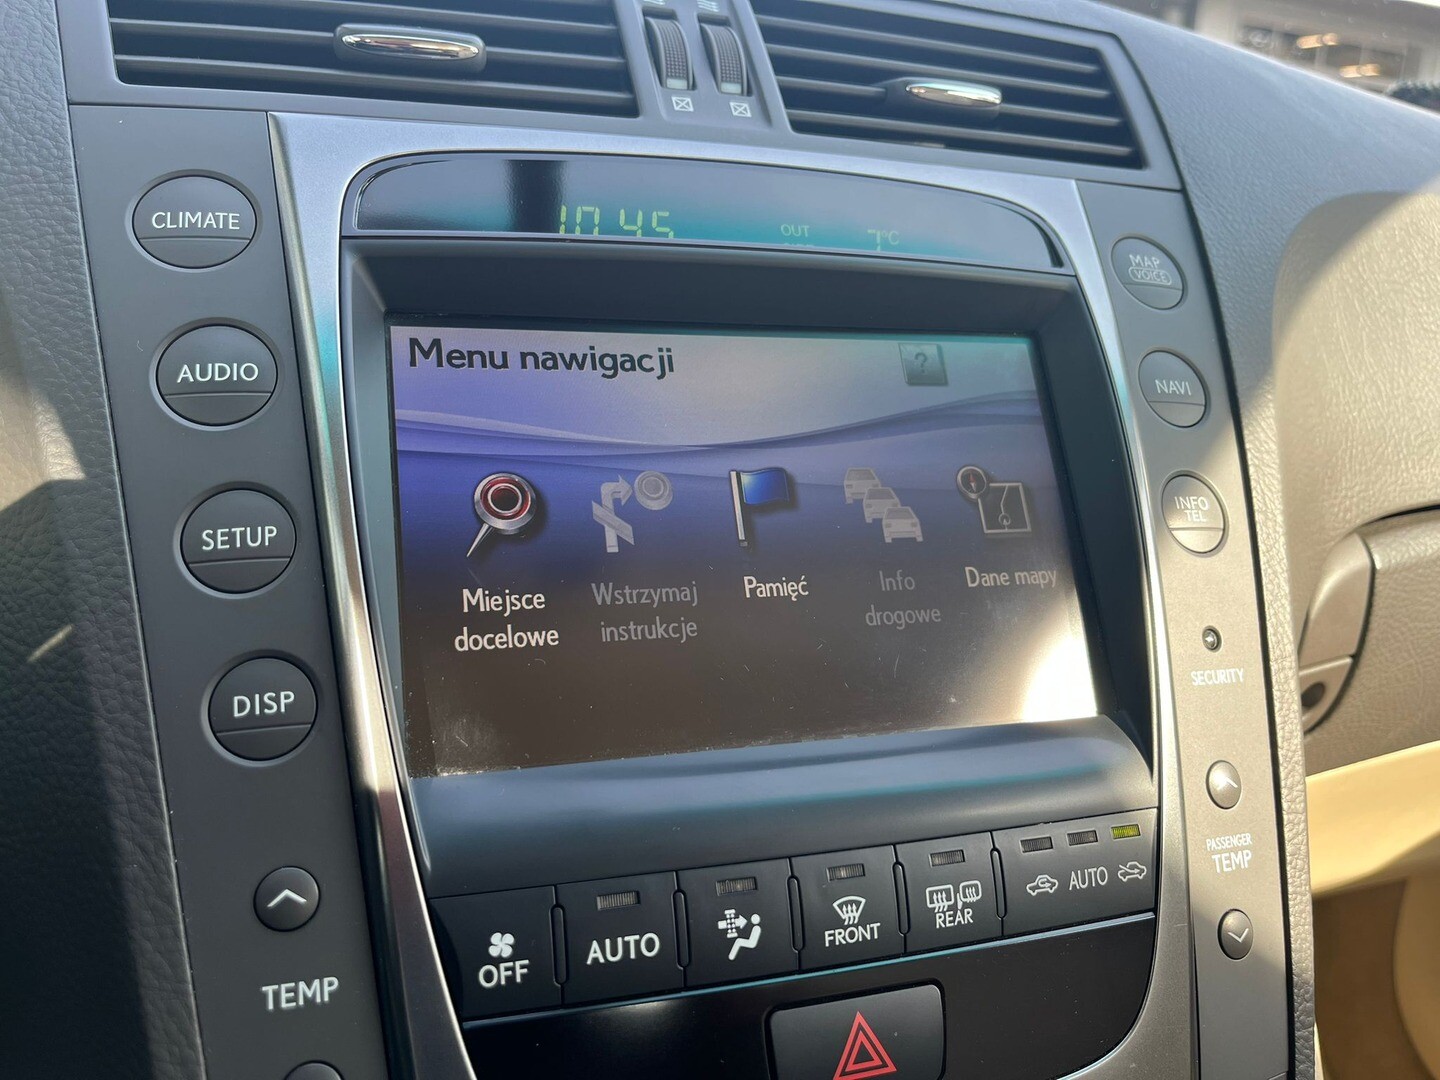 10:45
OUT
°C
Menu nawigacji
?
Miejsce
docelowe
Wstrzymaj
instrukcje
Pamięć
Info
drogowe
Dane mapy
CLIMATE
AUDIO
SETUP
DISP
TEMP
MAP
VOICE
NAVI
INFO
TEL
SECURITY
PASSENGER
TEMP
OFF
AUTO
FRONT
REAR
AUTO